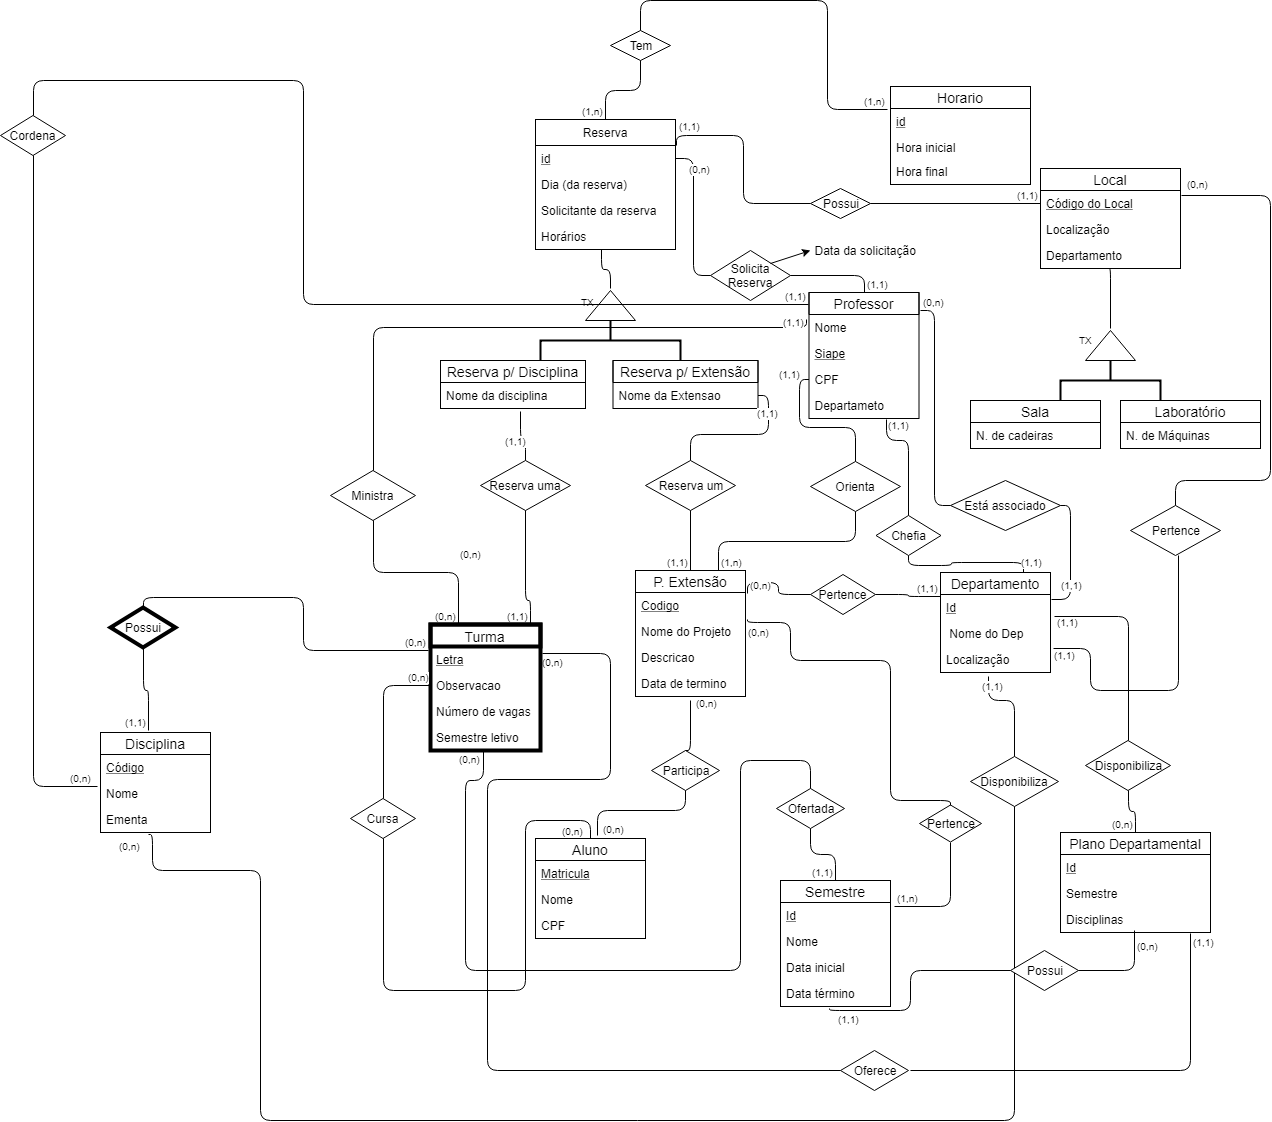 Tem
(1,n)
Horario
id
Hora inicial
Hora final
Cordena
(1,n)
Reserva
id
Dia (da reserva)
Solicitante da reserva
Horários
(1,1)
(0,n)
Possui
(1,1)
Local
Código do Local
Localização
Departamento
(0,n)
Solicita
Reserva
Data da solicitação
TX
(1,1)
(1,1)
Professor
Nome
Siape
CPF
Departameto
(0,n)
(1,1)
(1,1)
(1,1)
TX
Reserva p/ Disciplina
Nome da disciplina
Reserva p/ Extensão
Nome da Extensao
(1,1)
(1,1)
Sala
N. de cadeiras
Laboratório
N. de Máquinas
Ministra
Reserva uma
Reserva um
Orienta
Está associado
Chefia
Pertence
(0,n)
(0,n)
(1,1)
(1,1)
(1,n)
(1,1)
(1,1)
P. Extensão
Codigo
Nome do Projeto
Descricao
Data de termino
(0,n)
(0,n)
(0,n)
Pertence
(1,1)
Departamento
Id
Nome do Dep
Localização
(1,1)
(1,1)
(1,1)
Possui
(0,n)
(0,n)
Turma
Letra
Observacao
Número de vagas
Semestre letivo
(0,n)
(0,n)
(1,1)
Disciplina
Código
Nome
Ementa
(0,n)
(0,n)
Participa
Disponibiliza
Disponibiliza
Cursa
Ofertada
Pertence
(0,n)
(0,n)
Aluno
Matricula
Nome
CPF
(0,n)
Plano Departamental
Id
Semestre
Disciplinas
(0,n)
(1,1)
(1,1)
Semestre
Id
Nome
Data inicial
Data término
(1,n)
(1,1)
Possui
Oferece